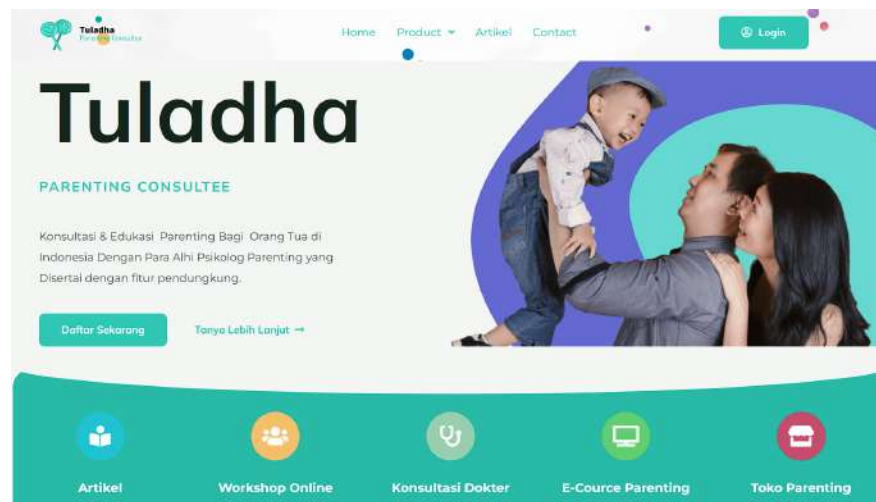 Tuladha
Parenting Consultee
Home Product Artikel Contact
Login
Tuladha
PARENTING CONSULTEE
Konsultasi & Edukasi Parenting Bagi Orang Tua di
Indonesia Dengan Para Alhi Psikolog Parenting yang
Disertai dengan fitur pendungkung.
Daftar Sekarang
Tanya Lebih Lanjut →
Artikel
Workshop Online
Konsultasi Dokter
E-Cource Parenting
Toko Parenting